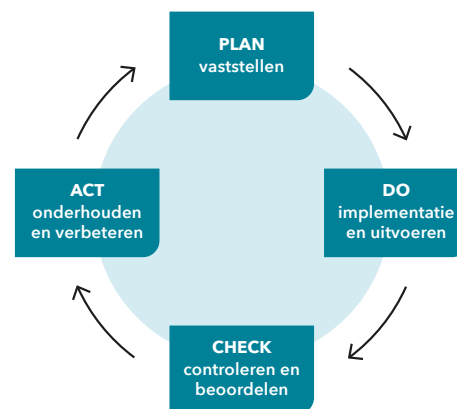 PLAN
vaststellen
DO
implementatie
en uitvoeren
CHECK
controleren en
beoordelen
ACT
onderhouden
en verbeteren